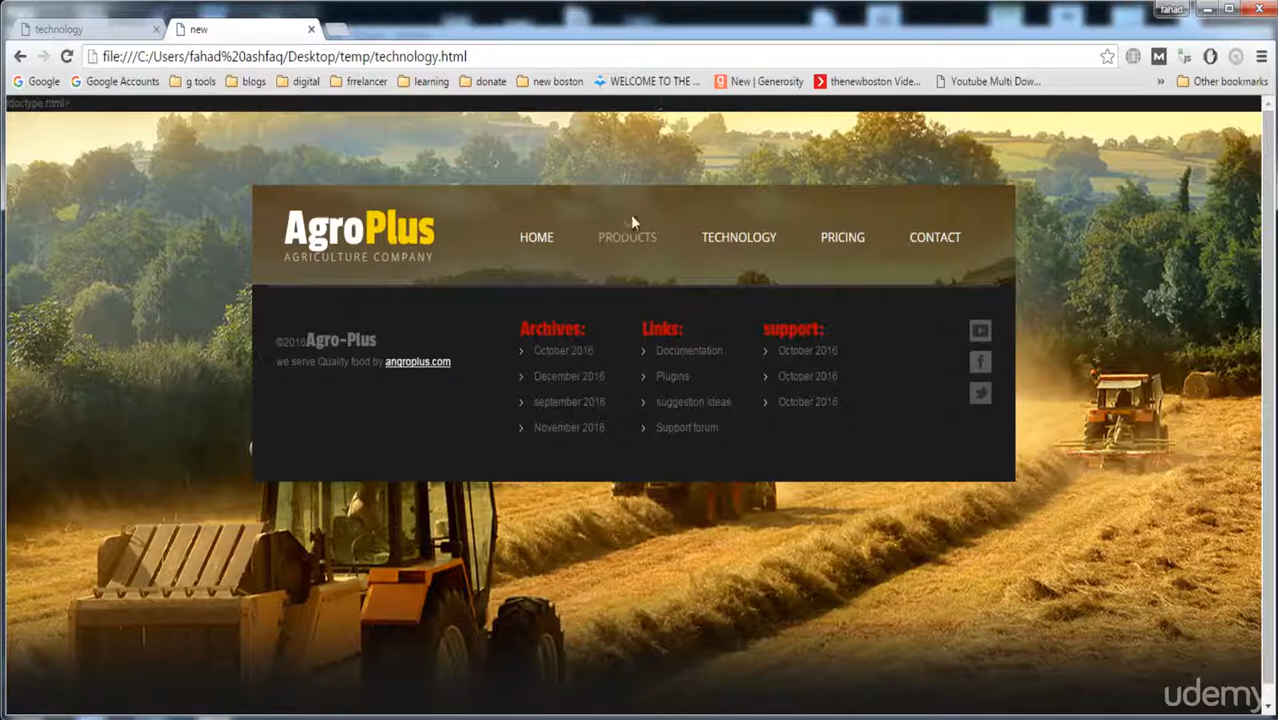 fahad
technology
new
file:///C:/Users/fahad%20ashfaq/Desktop/temp/technology.html
Google
Google Accounts
g tools
blogs
digital
frrelancer
learning
donate
new boston
WELCOME TO THE ...
New | Generosity
thenewboston Vide...
Youtube Multi Dow...
»
Other bookmarks
doctype.html>
AgroPlus
AGRICULTURE COMPANY
HOME
PRODUCTS
TECHNOLOGY
PRICING
CONTACT
©2016Agro-Plus
we serve Quality food by angroplus.com
Archives:
October 2016
December 2016
september 2016
November 2016
Links:
Documentation
Plugins
suggestion ideas
Support forum
support:
October 2016
October 2016
October 2016
udemy